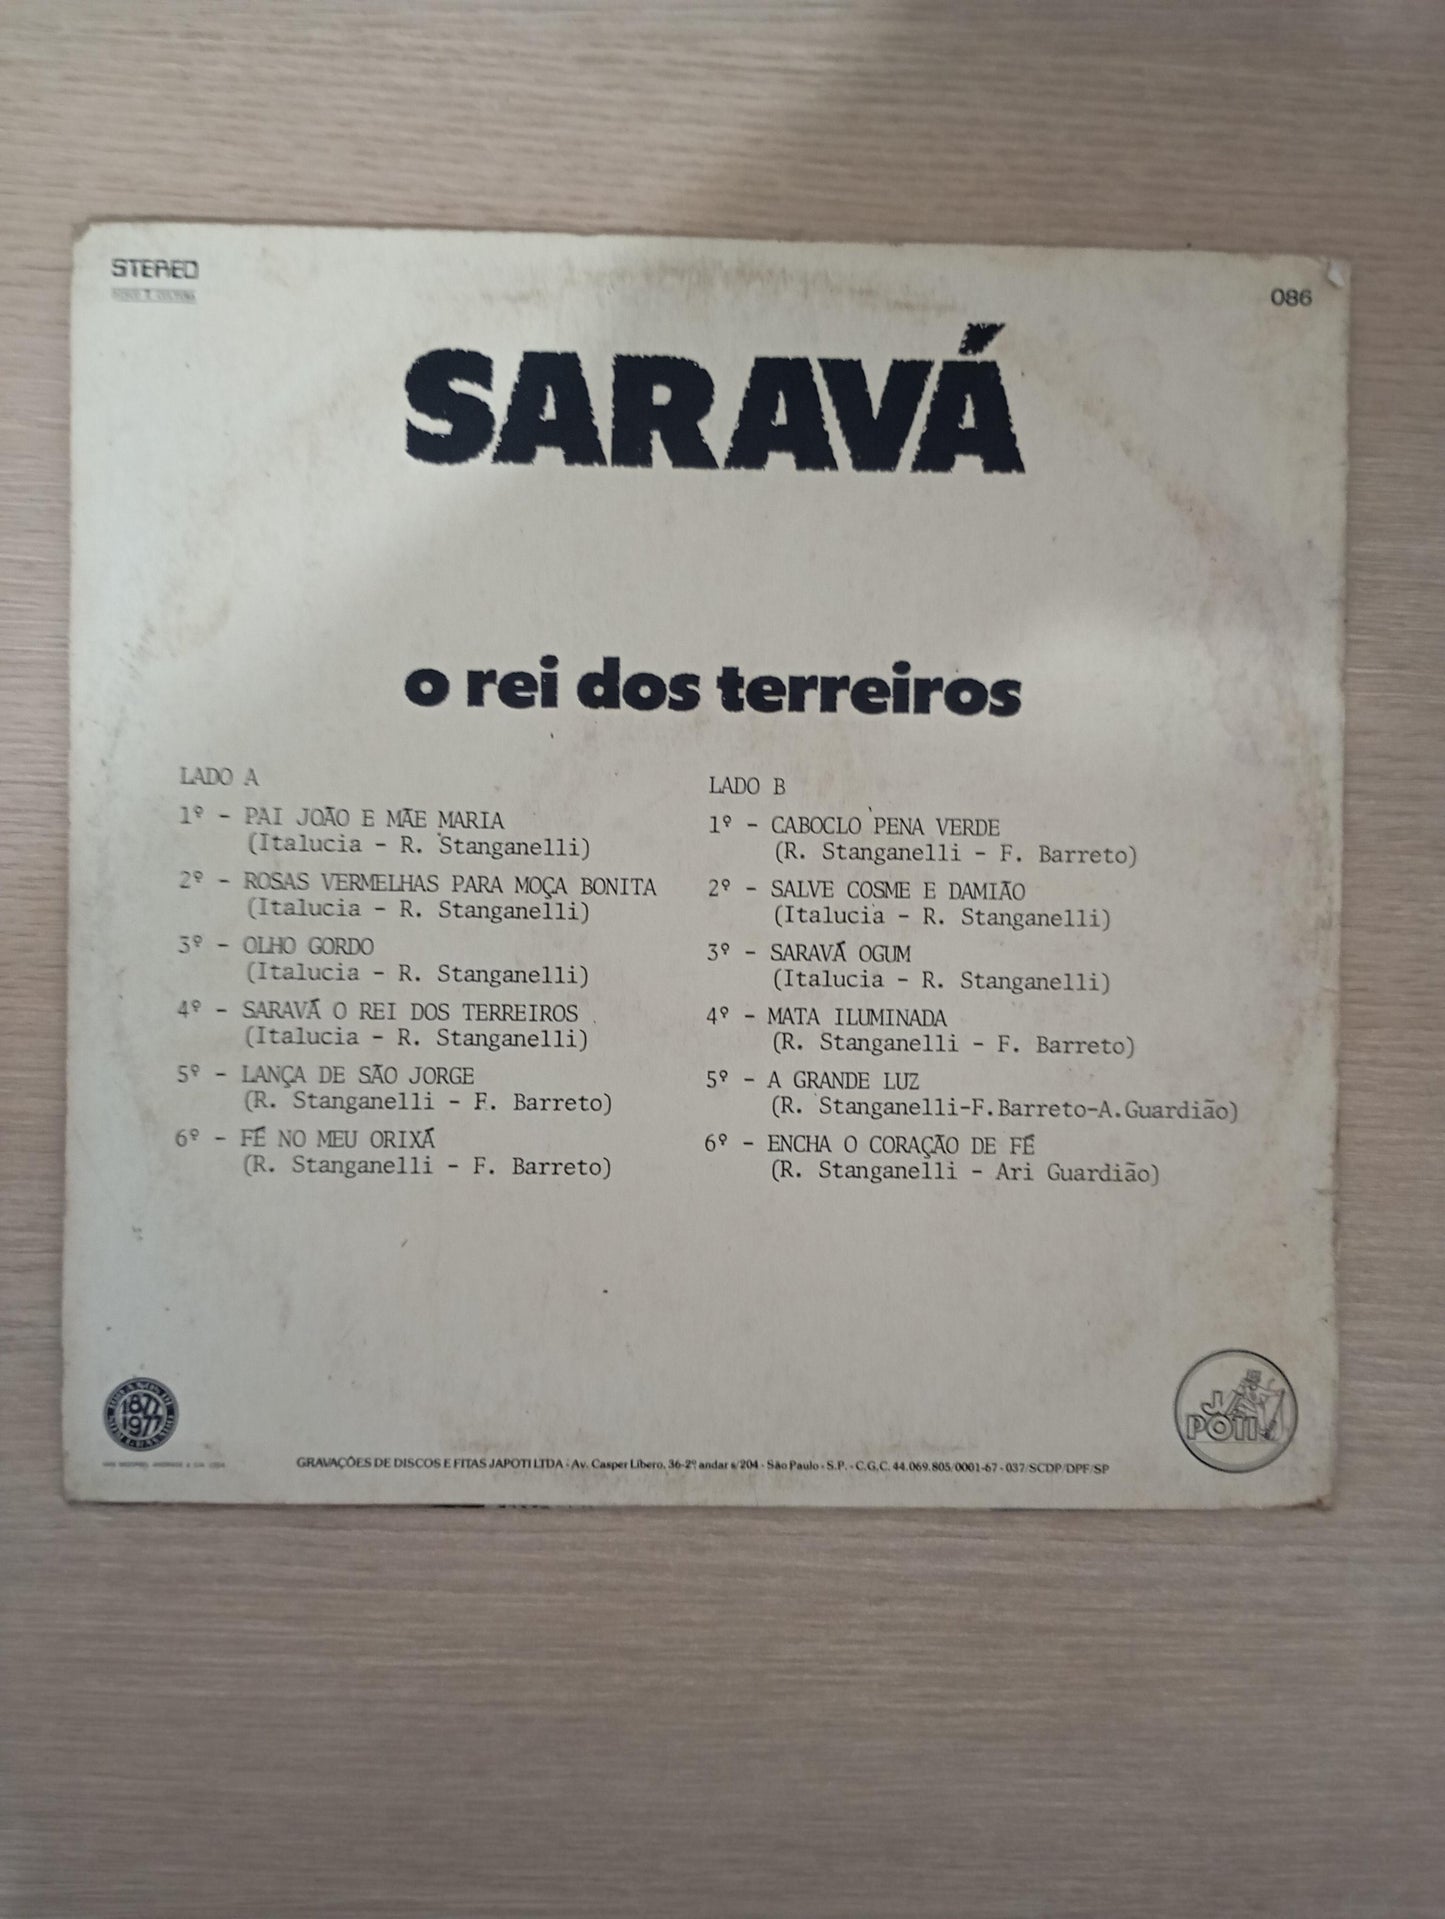 STEREO
086
SARAVÁ
o rei dos terreiros
LADO A
1º - PAI JOÃO E MÃE MARIA
(Italucia - R. Stanganelli)
2º - ROSAS VERMELHAS PARA MOÇA BONITA
(Italucia - R. Stanganelli)
3º - OLHO GORDO
(Italucia - R. Stanganelli)
4º - SARAVÁ O REI DOS TERREIROS
(Italucia - R. Stanganelli)
5º - LANÇA DE SÃO JORGE
(R. Stanganelli - F. Barreto)
6º - FÉ NO MEU ORIXÁ
(R. Stanganelli - F. Barreto)
LADO B
1º - CABOCLO PENA VERDE
(R. Stanganelli - F. Barreto)
2º - SALVE COSME E DAMIÃO
(Italucia - R. Stanganelli)
3º - SARAVÁ OGUM
(Italucia - R. Stanganelli)
4º - MATA ILUMINADA
(R. Stanganelli - F. Barreto)
5º - A GRANDE LUZ
(R. Stanganelli-F.Barreto-A.Guardião)
6º - ENCHA O CORAÇÃO DE FÉ
(R. Stanganelli - Ari Guardião)
1877
1977
JA
POTI
GRAVAÇÕES DE DISCOS E FITAS JAPOTI LTDA - Av. Casper Líbero, 36-2º andar s/204 - São Paulo - S.P. - C.G.C. 44.069.805/0001-67 - 037/SCDP/DPF/SP